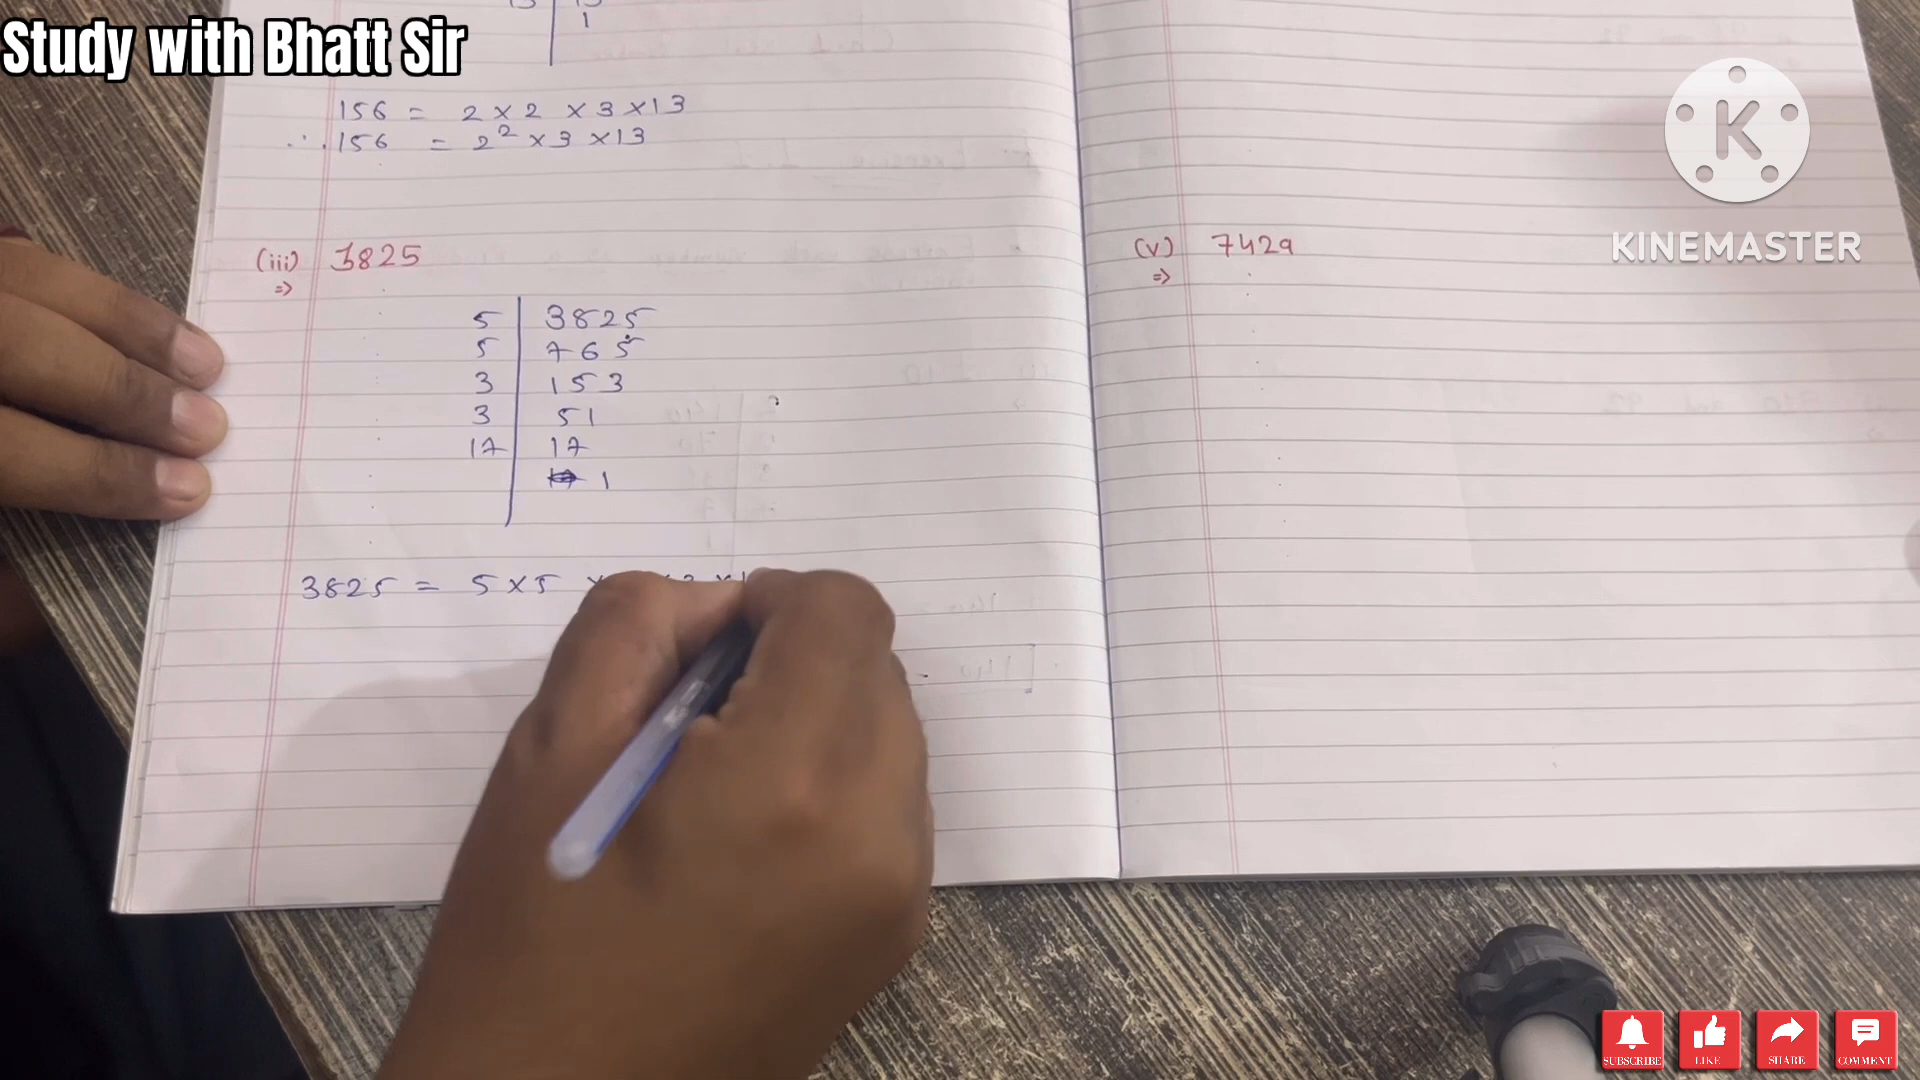 Study with Bhatt Sir
1
156 = 2 × 2 × 3 × 13
∴ 156 = 2² × 3 × 13
(iii) 3825
⇒
5 | 3825
5 | 765
3 | 153
3 | 51
17 | 17
1
3825 = 5 × 5 ×
(v) 7429
⇒
KINEMASTER
SUBSCRIBE
LIKE
SHARE
COMMENT